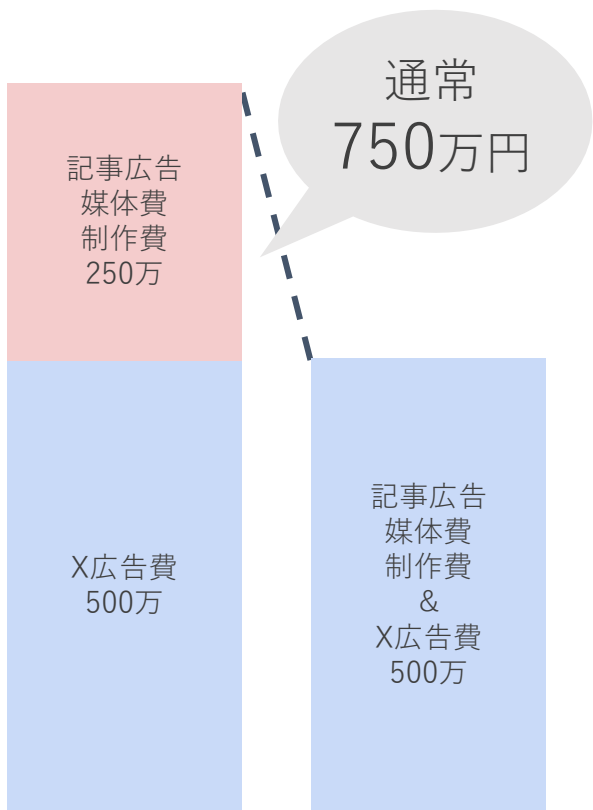 通常
750万円
記事広告
媒体費
制作費
250万
X広告費
500万
記事広告
媒体費
制作費
&
X広告費
500万